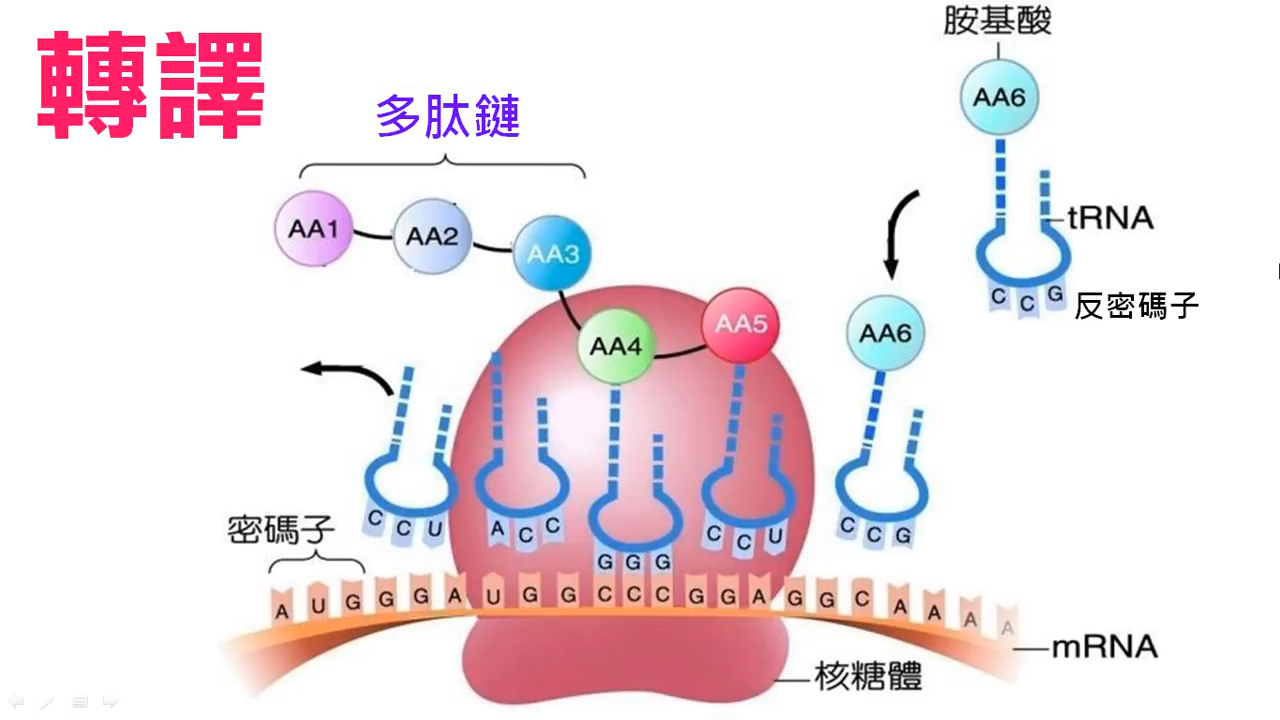 轉譯
胺基酸
AA6
多肽鏈
AA1
AA2
AA3
tRNA
C C G
反密碼子
AA4
AA5
AA6
C C U
A C C
G G G
C C U
C C G
密碼子
A U G G G A U G G C C C G G A G G C A A A A
mRNA
核糖體